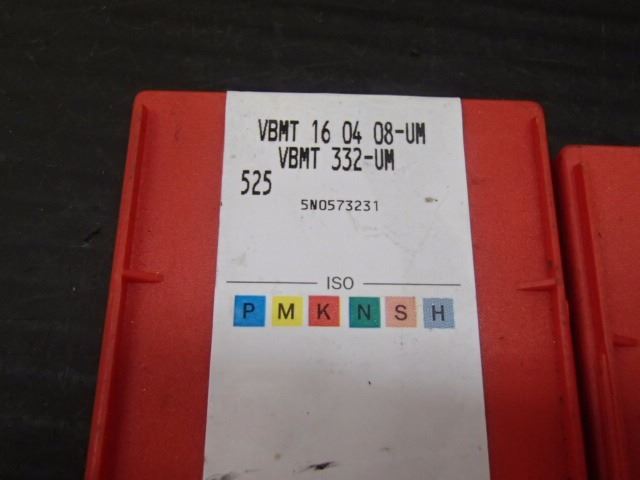 VBMT 16 04 08-UM
VBMT 332-UM
525
5N0573231
ISO
P M K N S H